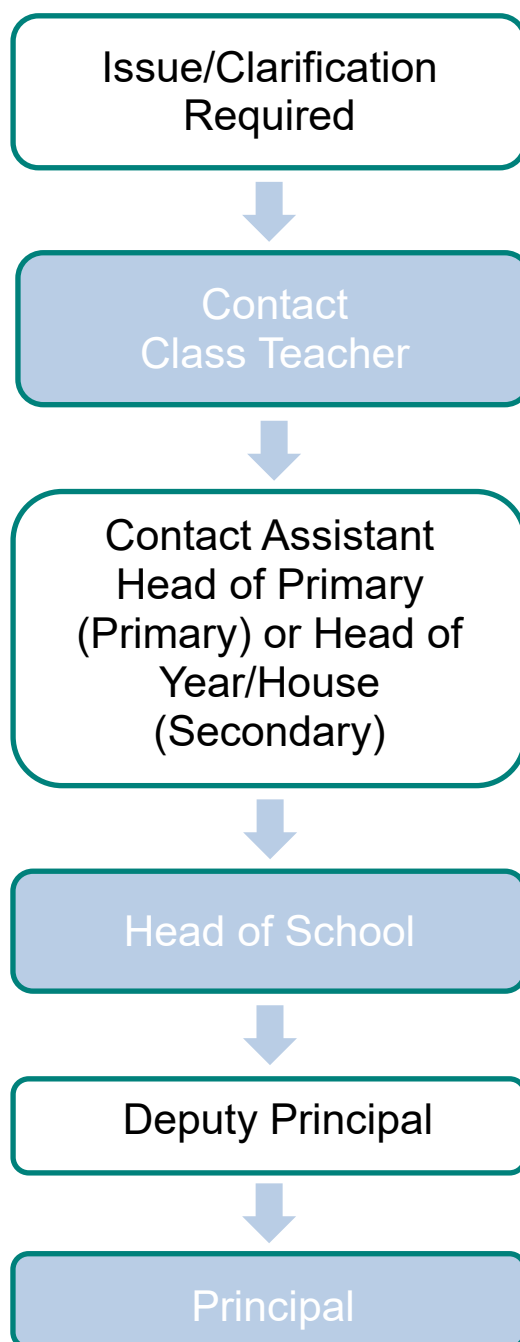 Issue/Clarification
Required
Contact
Class Teacher
Contact Assistant
Head of Primary
(Primary) or Head of
Year/House
(Secondary)
Head of School
Deputy Principal
Principal